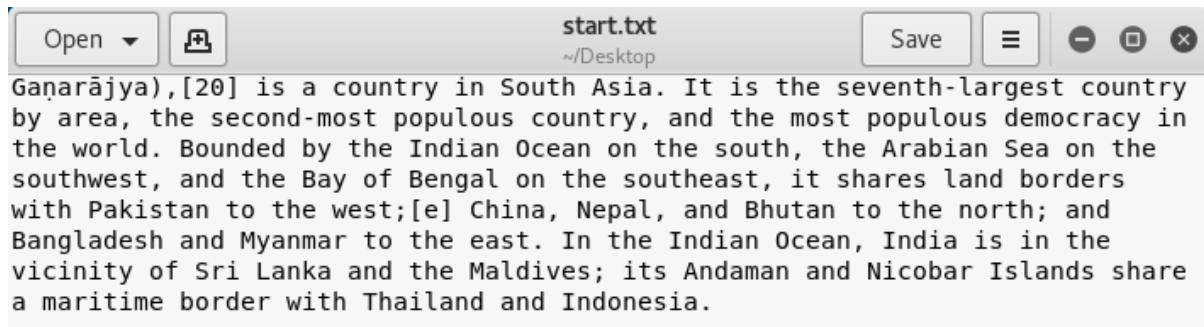 Open
start.txt
~/Desktop
Save
Gaṇarājya),[20] is a country in South Asia. It is the seventh-largest country
by area, the second-most populous country, and the most populous democracy in
the world. Bounded by the Indian Ocean on the south, the Arabian Sea on the
southwest, and the Bay of Bengal on the southeast, it shares land borders
with Pakistan to the west;[e] China, Nepal, and Bhutan to the north; and
Bangladesh and Myanmar to the east. In the Indian Ocean, India is in the
vicinity of Sri Lanka and the Maldives; its Andaman and Nicobar Islands share
a maritime border with Thailand and Indonesia.